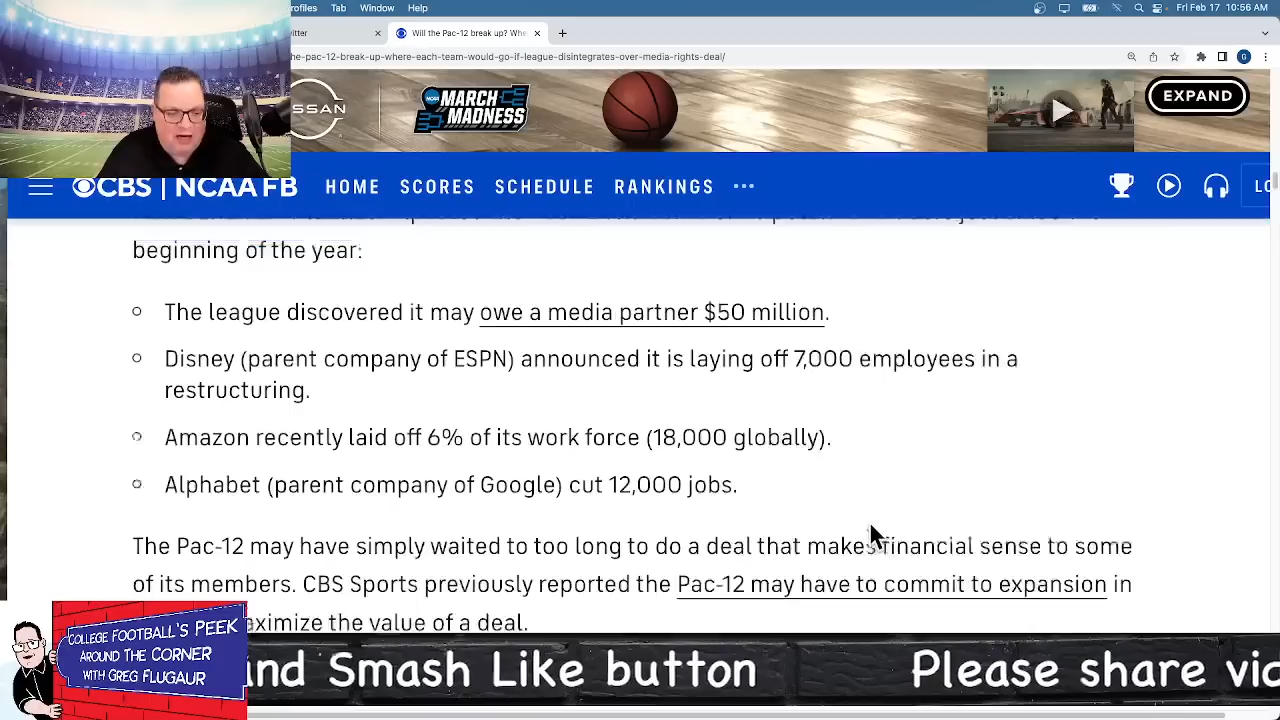 rofiles Tab Window Help
Fri Feb 17 10:56 AM
itter
Will the Pac-12 break up? Whe
he-pac-12-break-up-where-each-team-would-go-if-league-disintegrates-over-media-rights-deal/
SSAN
NCAA
MARCH
MADNESS
EXPAND
CBS | NCAA FB HOME SCORES SCHEDULE RANKINGS ••• LO
beginning of the year:
The league discovered it may owe a media partner $50 million.
Disney (parent company of ESPN) announced it is laying off 7,000 employees in a
restructuring.
Amazon recently laid off 6% of its work force (18,000 globally).
Alphabet (parent company of Google) cut 12,000 jobs.
The Pac-12 may have simply waited to too long to do a deal that makes financial sense to some
of its members. CBS Sports previously reported the Pac-12 may have to commit to expansion in
aximize the value of a deal.
COLLEGE FOOTBALL'S PEEK
AROUND THE CORNER
WITH GREG FLUGAUR
and Smash Like button Please share vid